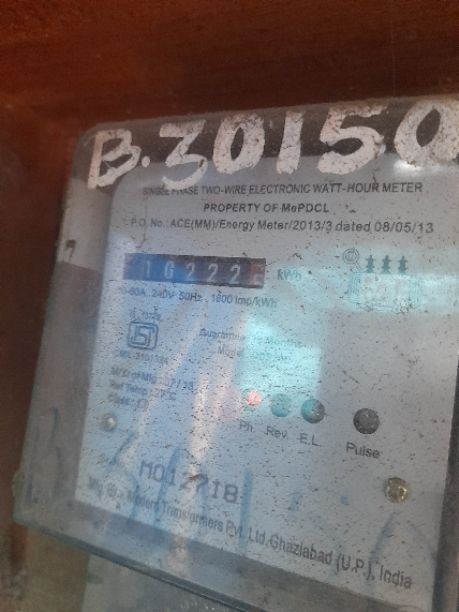 B.30150
SINGLE PHASE TWO-WIRE ELECTRONIC WATT-HOUR METER
PROPERTY OF MePDCL
P.O. No.: ACE(MM)/Energy Meter/2013/3 dated 08/05/13
16222 kWh
240V 50Hz, 1600 imp/kWh
Ph. Rev. E.L. Pulse
Mfg Modern Transformers Pvt. Ltd. Ghaziabad (U.P.), India